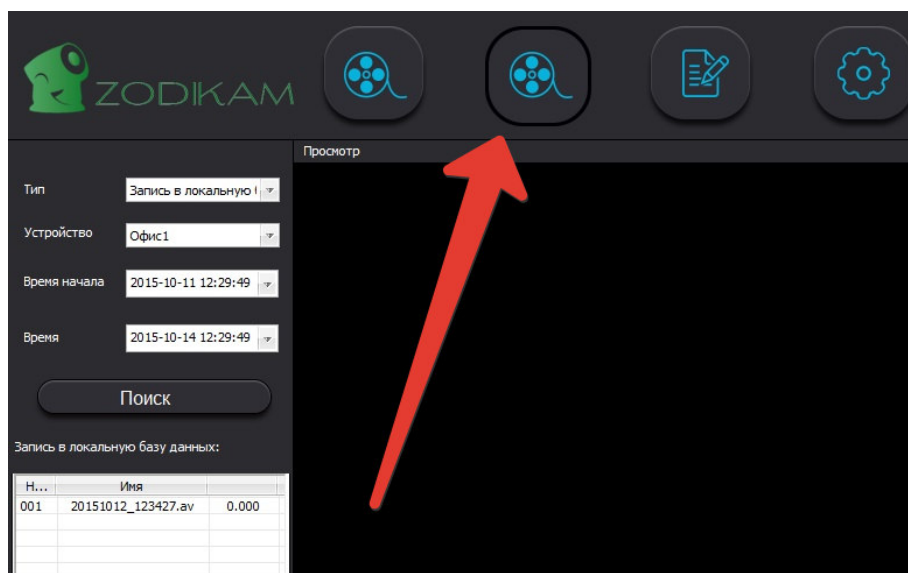 ZODIKAM
Просмотр
Тип
Запись в локальную
Устройство
Офис1
Время начала
2015-10-11 12:29:49
Время
2015-10-14 12:29:49
Поиск
Запись в локальную базу данных:
Н... Имя
001 20151012_123427.av 0.000